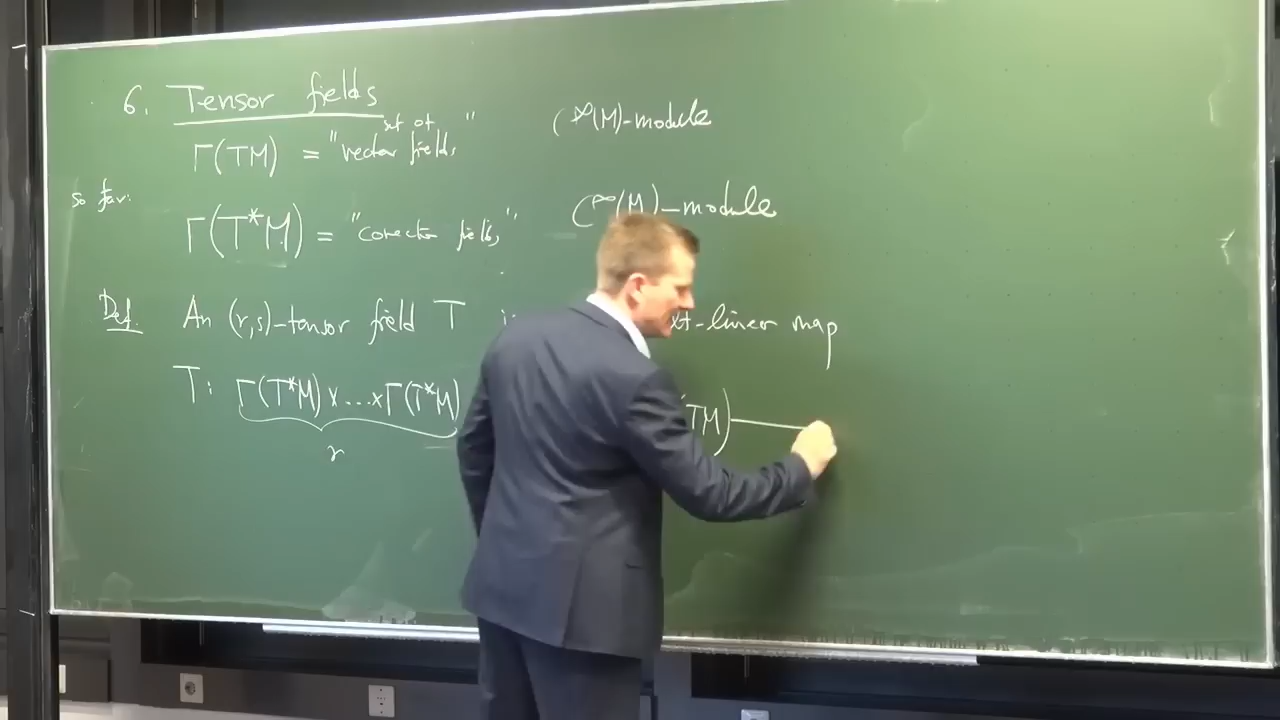 6. Tensor fields
Γ(TM) = "set of vector fields" C^∞(M)-module
so far:
Γ(T*M) = "covector fields" C^∞(M)-module
Def. An (r,s)-tensor field T linear map
T: Γ(T*M) × ... × Γ(T*M) TM)
r